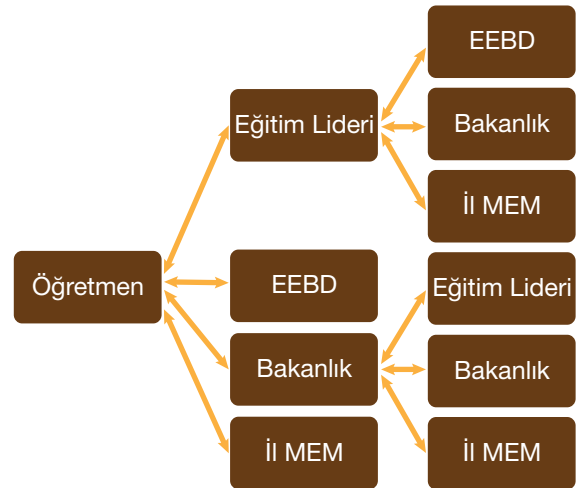 EEBD
Eğitim Lideri
Bakanlık
İl MEM
Öğretmen
EEBD
Eğitim Lideri
Bakanlık
Bakanlık
İl MEM
İl MEM